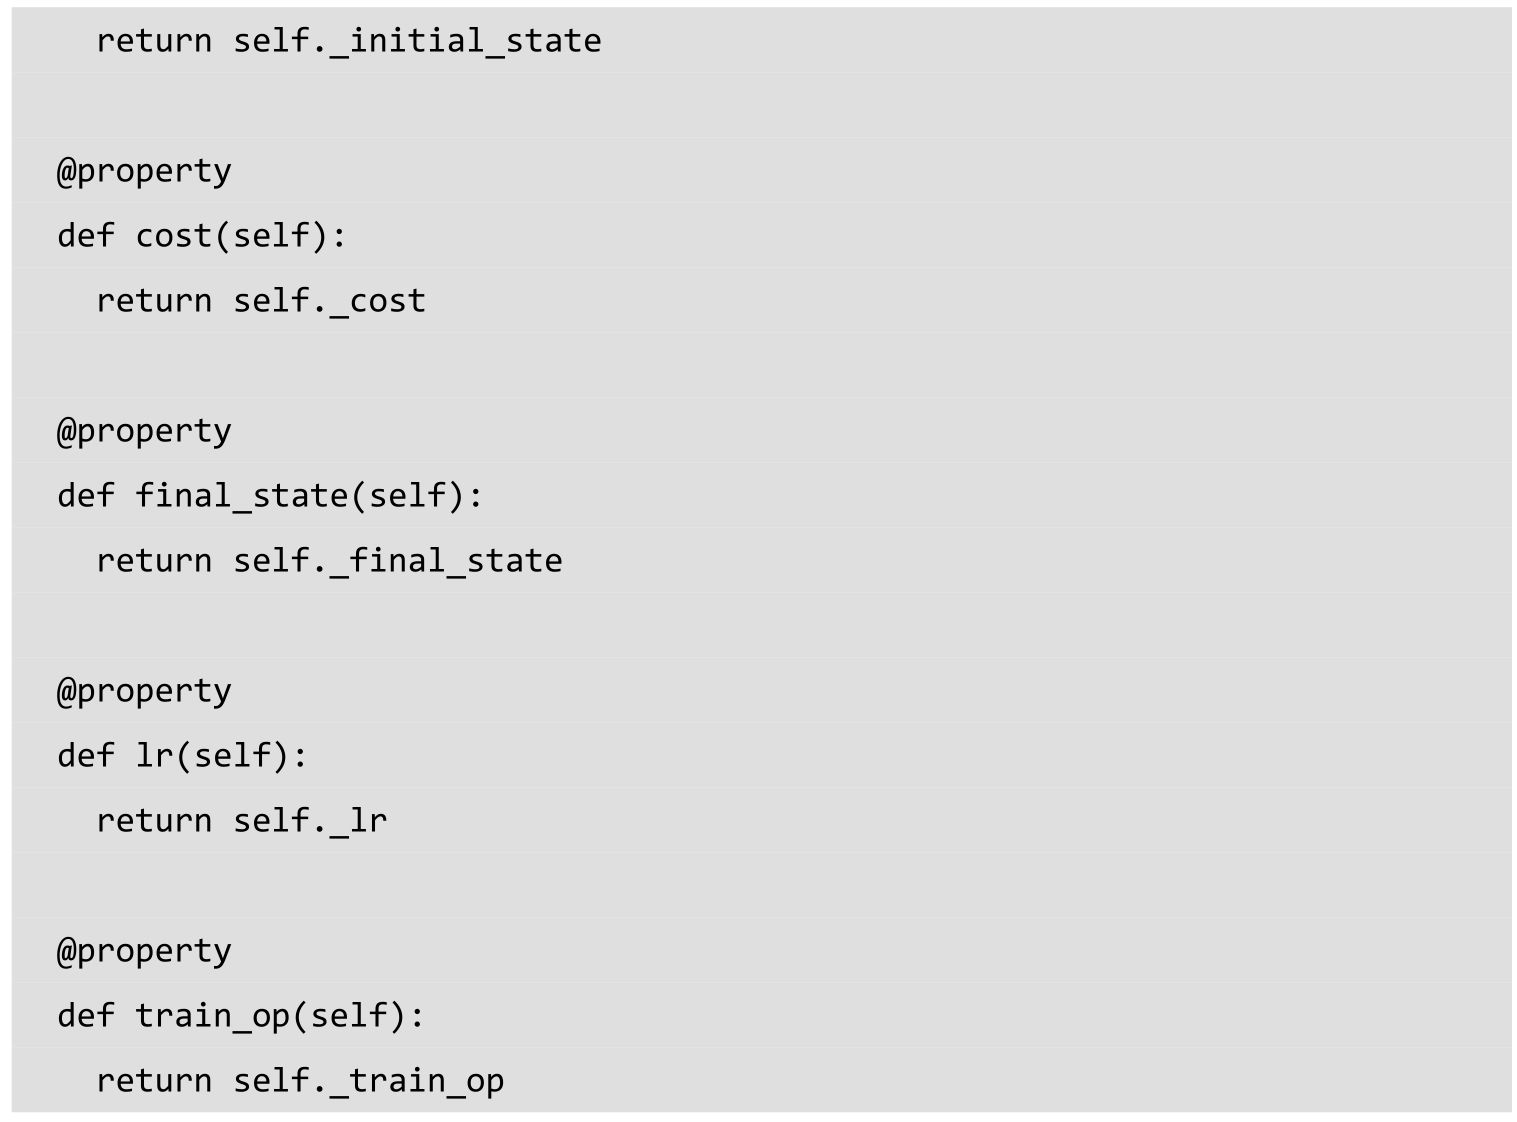 return self._initial_state
@property
def cost(self):
return self._cost
@property
def final_state(self):
return self._final_state
@property
def lr(self):
return self._lr
@property
def train_op(self):
return self._train_op